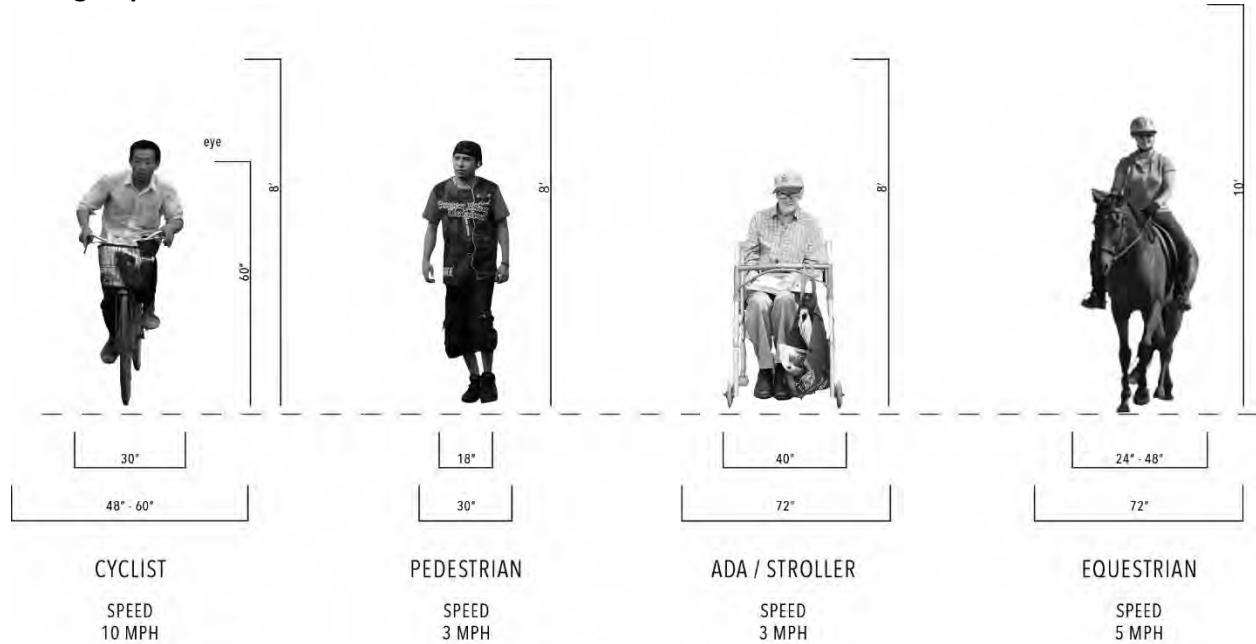 eye
8'
60"
8'
8'
10'
30"
18"
40"
24" - 48"
48" - 60"
30"
72"
72"
CYCLIST
PEDESTRIAN
ADA / STROLLER
EQUESTRIAN
SPEED
10 MPH
SPEED
3 MPH
SPEED
3 MPH
SPEED
5 MPH